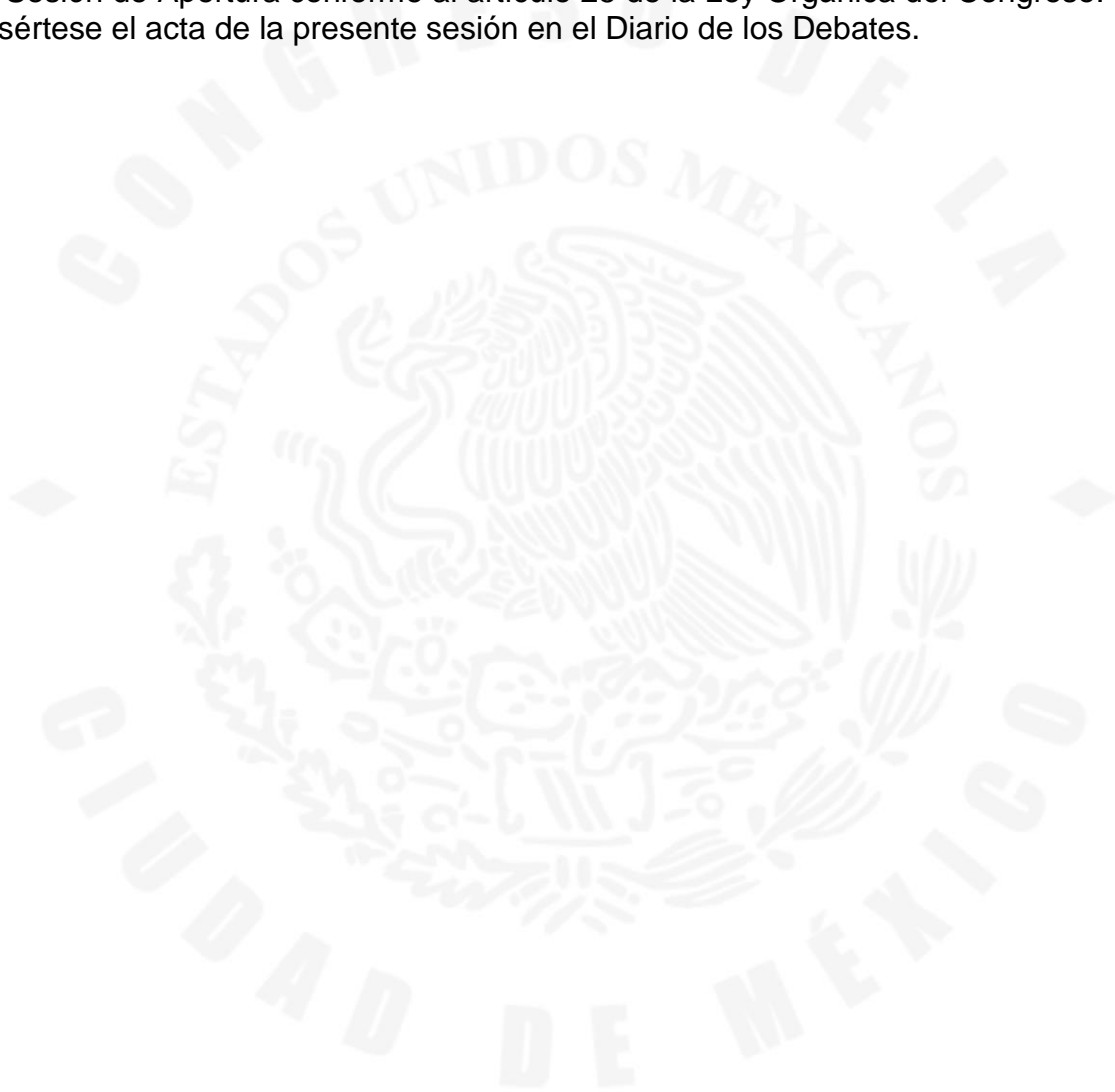 Sesión de Apertura conforme al artículo de la Ley Orgánica del Congreso.
sértese el acta de la presente sesión en el Diario de los Debates.
CONGRESO DE LA
ESTADOS UNIDOS MEXICANOS
CIUDAD DE MÉXICO